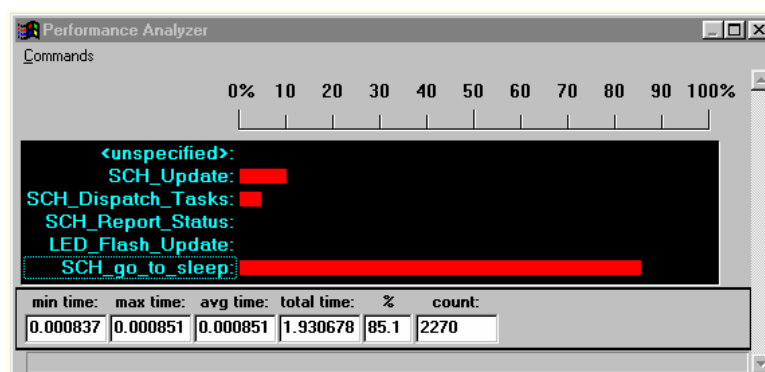 Performance Analyzer
Commands
0% 10 20 30 40 50 60 70 80 90 100%
<unspecified>:
SCH_Update:
SCH_Dispatch_Tasks:
SCH_Report_Status:
LED_Flash_Update:
SCH_go_to_sleep:
min time: max time: avg time: total time: % count:
0.000837 0.000851 0.000851 1.930678 85.1 2270